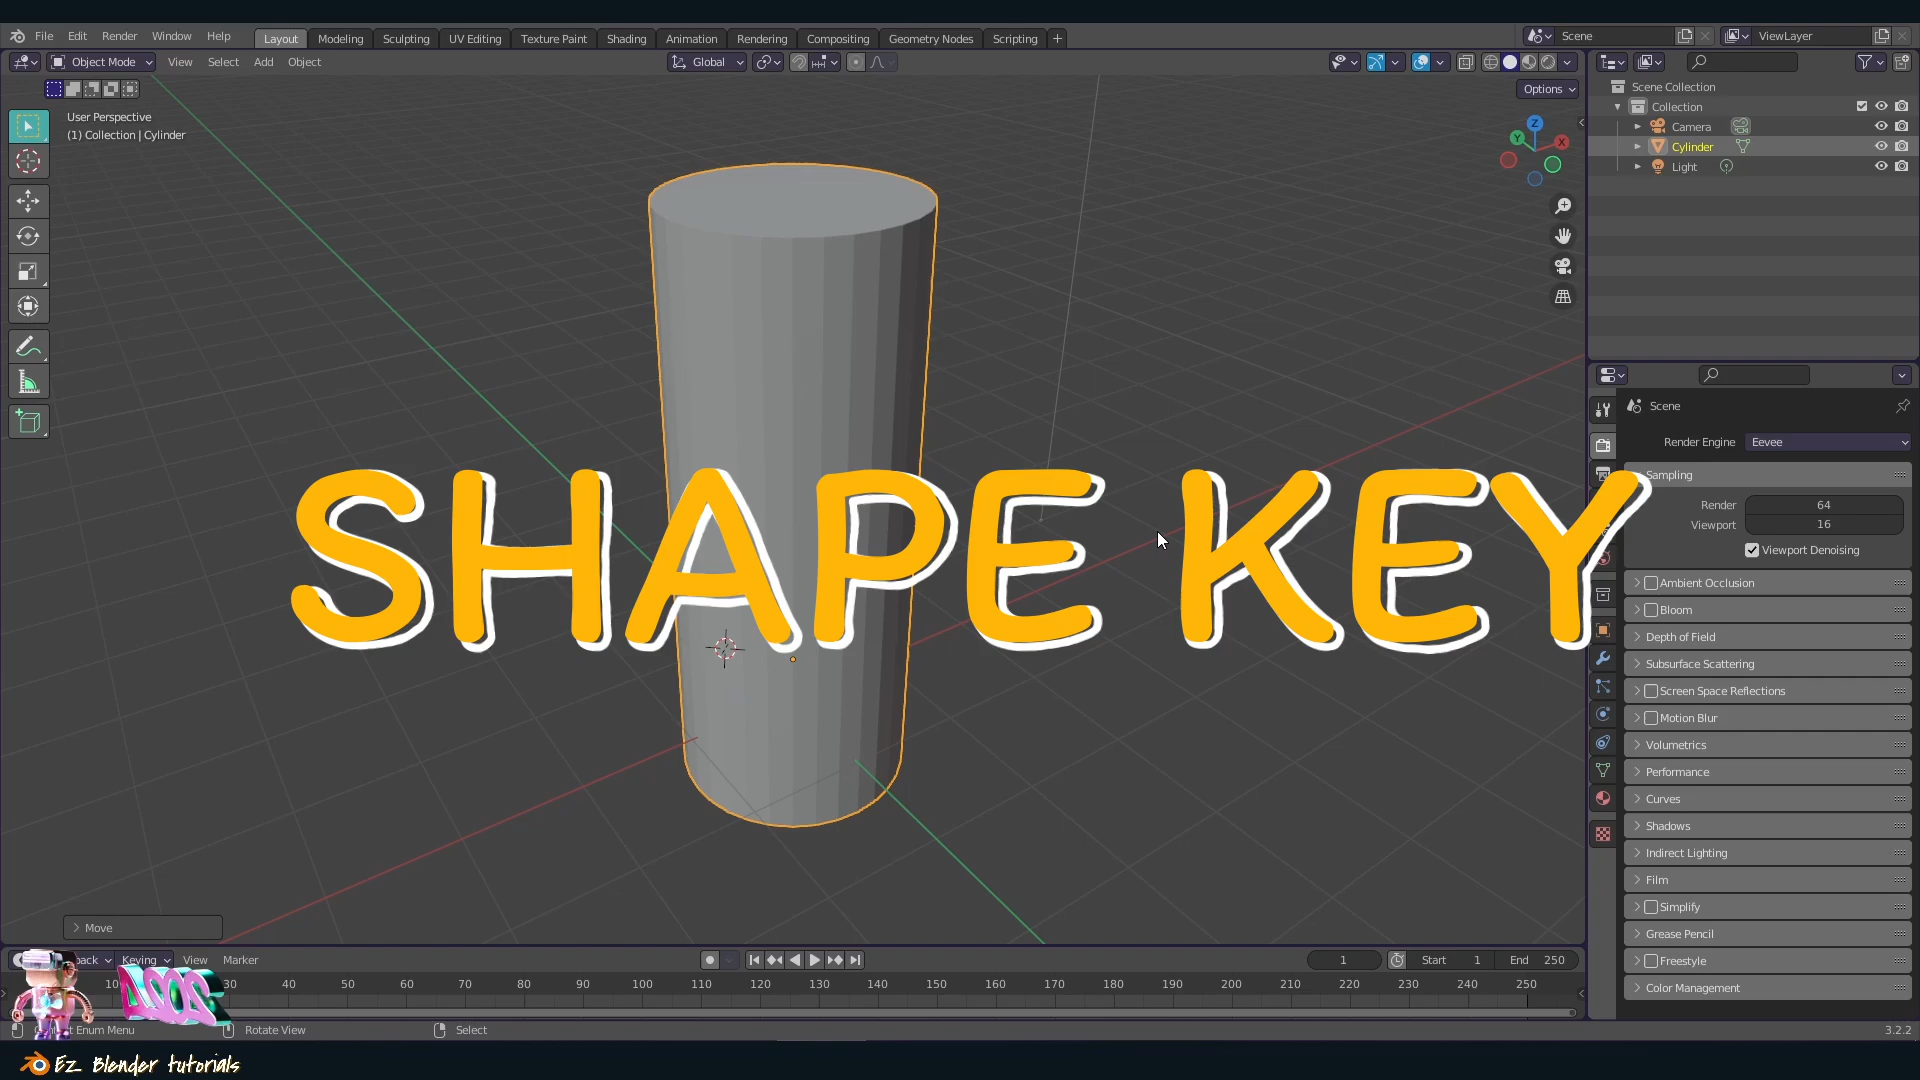 File Edit Render Window Help Layout Modeling Sculpting UV Editing Texture Paint Shading Animation Rendering Compositing Geometry Nodes Scripting + Scene ViewLayer
Object Mode View Select Add Object Global
Options
User Perspective
(1) Collection | Cylinder
Z
Y
X
Scene Collection
Collection
Camera
Cylinder
Light
Scene
Render Engine Eevee
Sampling
Render 64
Viewport 16
Viewport Denoising
Ambient Occlusion
Bloom
Depth of Field
Subsurface Scattering
Screen Space Reflections
Motion Blur
Volumetrics
Performance
Curves
Shadows
Indirect Lighting
Film
Simplify
Grease Pencil
Freestyle
Color Management
SHAPE KEY
Move
back Keying View Marker 1 Start 1 End 250
10 30 40 50 60 70 80 90 100 110 120 130 140 150 160 170 180 190 200 210 220 230 240 250
Enum Menu Rotate View Select 3.2.2
Ez Blender tutorials